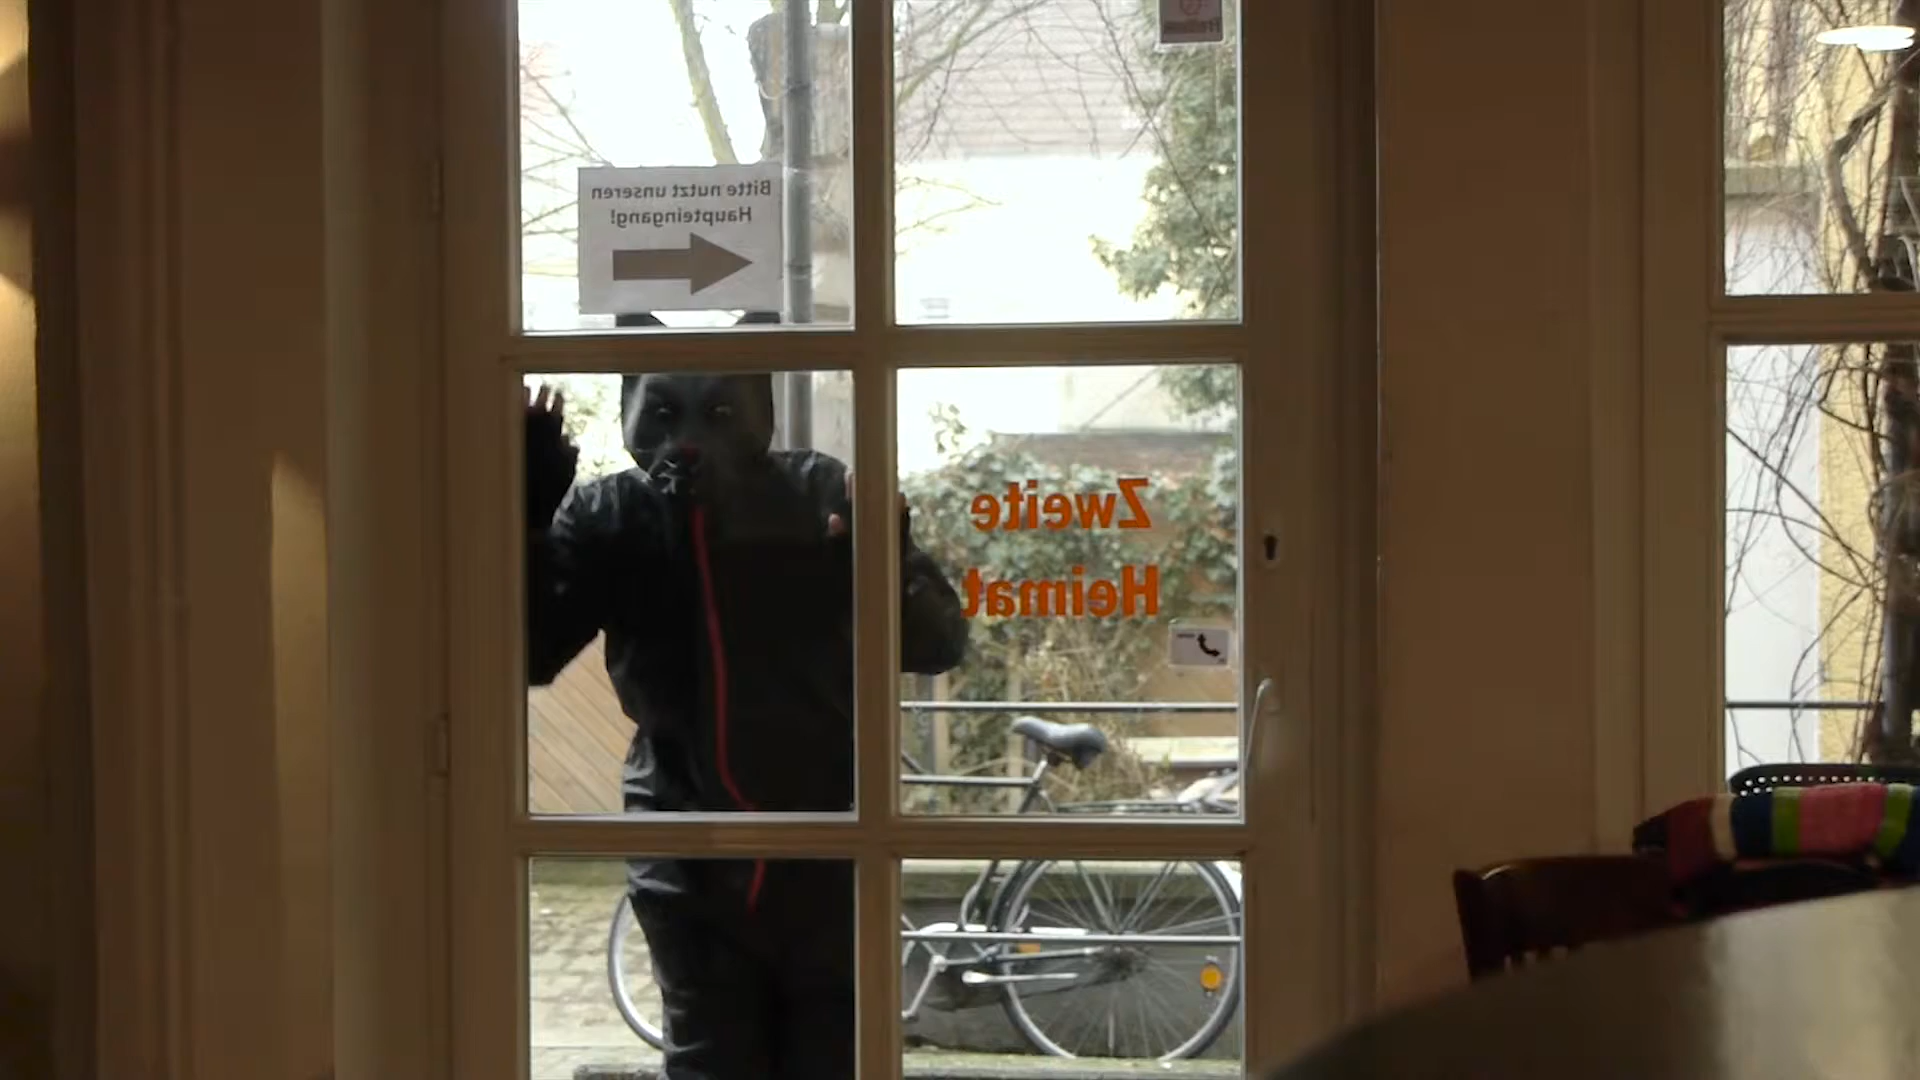 Bitte nutzt unseren
Haupteingang!
Zweite
Heimat